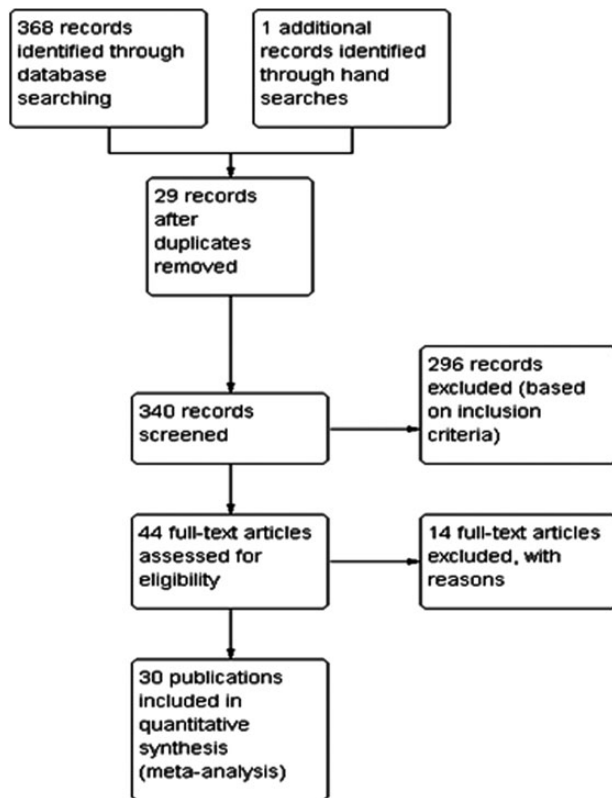 368 records
identified through
database
searching
1 additional
records identified
through hand
searches
29 records
after
duplicates
removed
296 records
excluded (based
on inclusion
criteria)
340 records
screened
44 full-text articles
assessed for
eligibility
14 full-text articles
excluded, with
reasons
30 publications
included in
quantitative
synthesis
(meta-analysis)